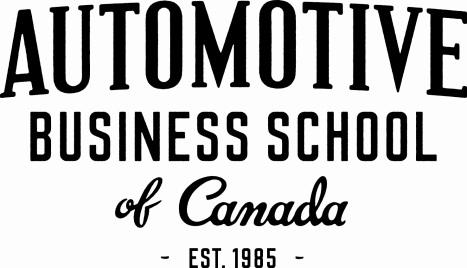 AUTOMOTIVE
BUSINESS SCHOOL
of Canada
- EST. 1985 -